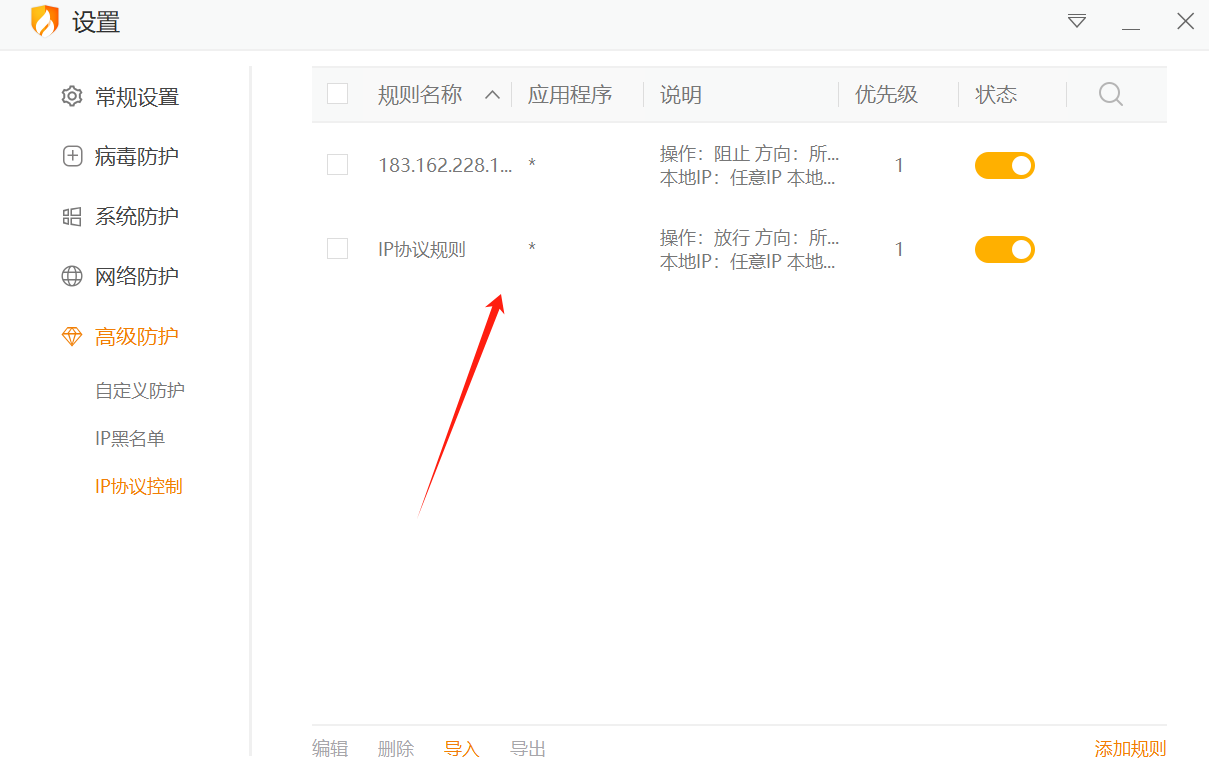 设置
常规设置
病毒防护
系统防护
网络防护
高级防护
自定义防护
IP黑名单
IP协议控制
规则名称 应用程序 说明 优先级 状态
183.162.228.1... * 操作：阻止 方向：所... 1
本地IP：任意IP 本地...
IP协议规则 * 操作：放行 方向：所... 1
本地IP：任意IP 本地...
编辑 删除 导入 导出 添加规则